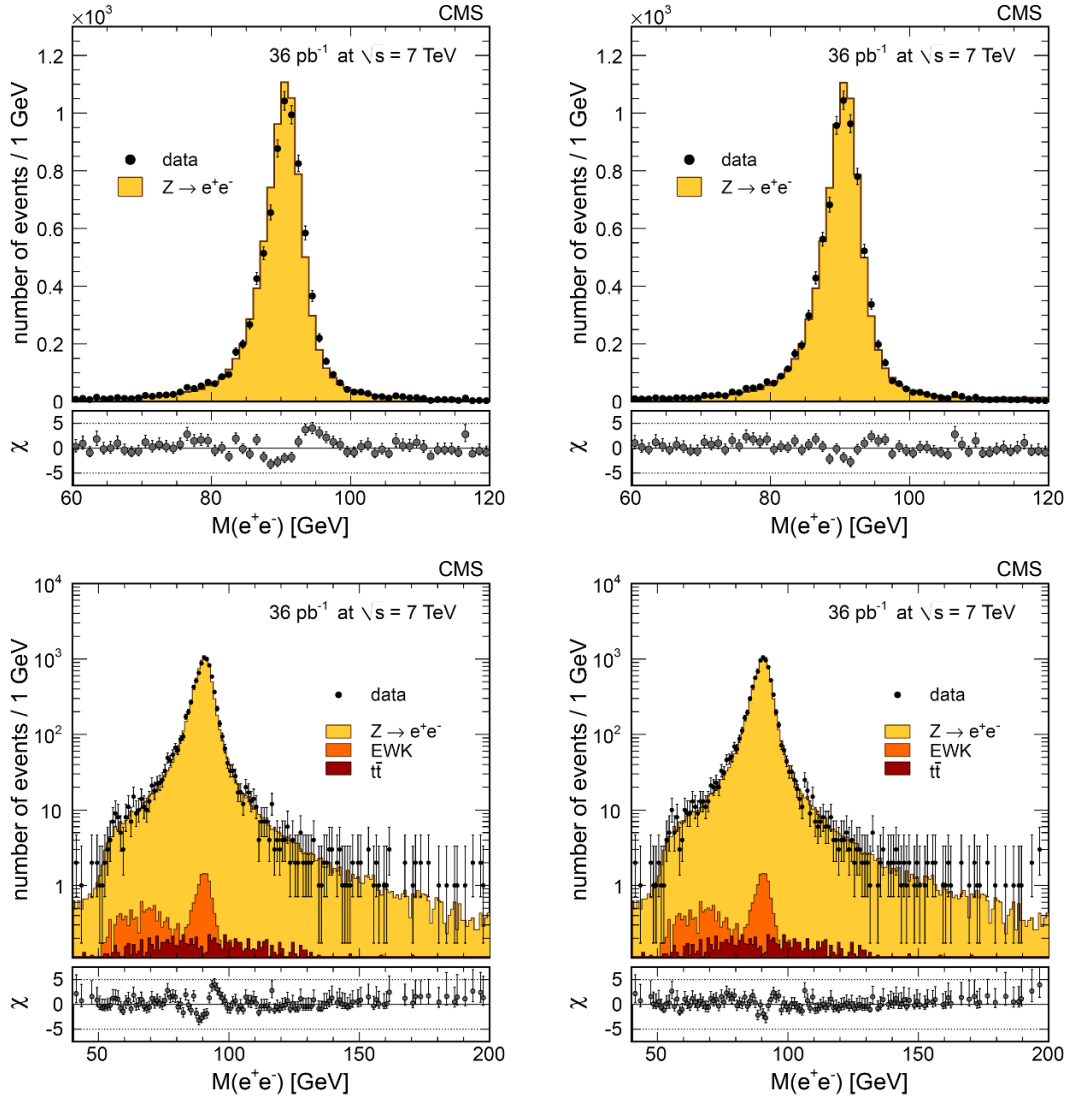 ×10³ CMS
36 pb⁻¹ at √s = 7 TeV
number of events / 1 GeV
1.2
1
0.8
0.6
0.4
0.2
0
data
Z → e⁺e⁻
χ
5
0
-5
60 80 100 120
M(e⁺e⁻) [GeV]
×10³ CMS
36 pb⁻¹ at √s = 7 TeV
number of events / 1 GeV
1.2
1
0.8
0.6
0.4
0.2
0
data
Z → e⁺e⁻
χ
5
0
-5
60 80 100 120
M(e⁺e⁻) [GeV]
CMS
36 pb⁻¹ at √s = 7 TeV
number of events / 1 GeV
10⁴
10³
10²
10
1
data
Z → e⁺e⁻
EWK
tt̄
χ
5
0
-5
50 100 150 200
M(e⁺e⁻) [GeV]
CMS
36 pb⁻¹ at √s = 7 TeV
number of events / 1 GeV
10⁴
10³
10²
10
1
data
Z → e⁺e⁻
EWK
tt̄
χ
5
0
-5
50 100 150 200
M(e⁺e⁻) [GeV]